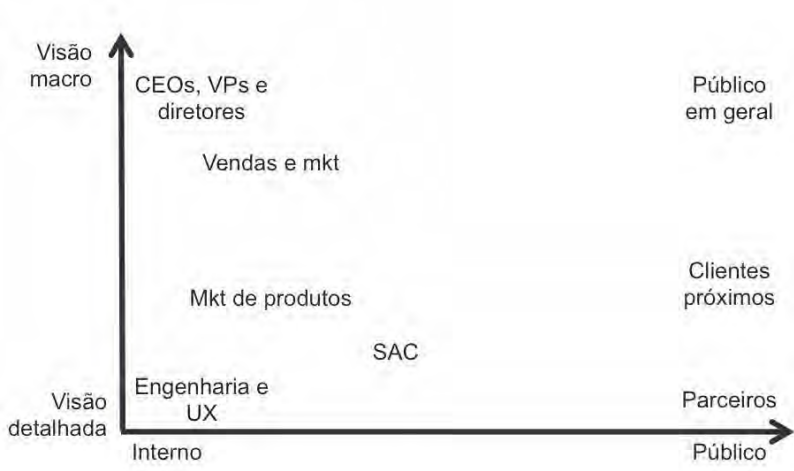 Visão
macro
CEOs, VPs e
diretores
Público
em geral
Vendas e mkt
Clientes
próximos
Mkt de produtos
SAC
Engenharia e
UX
Parceiros
Visão
detalhada
Interno
Público